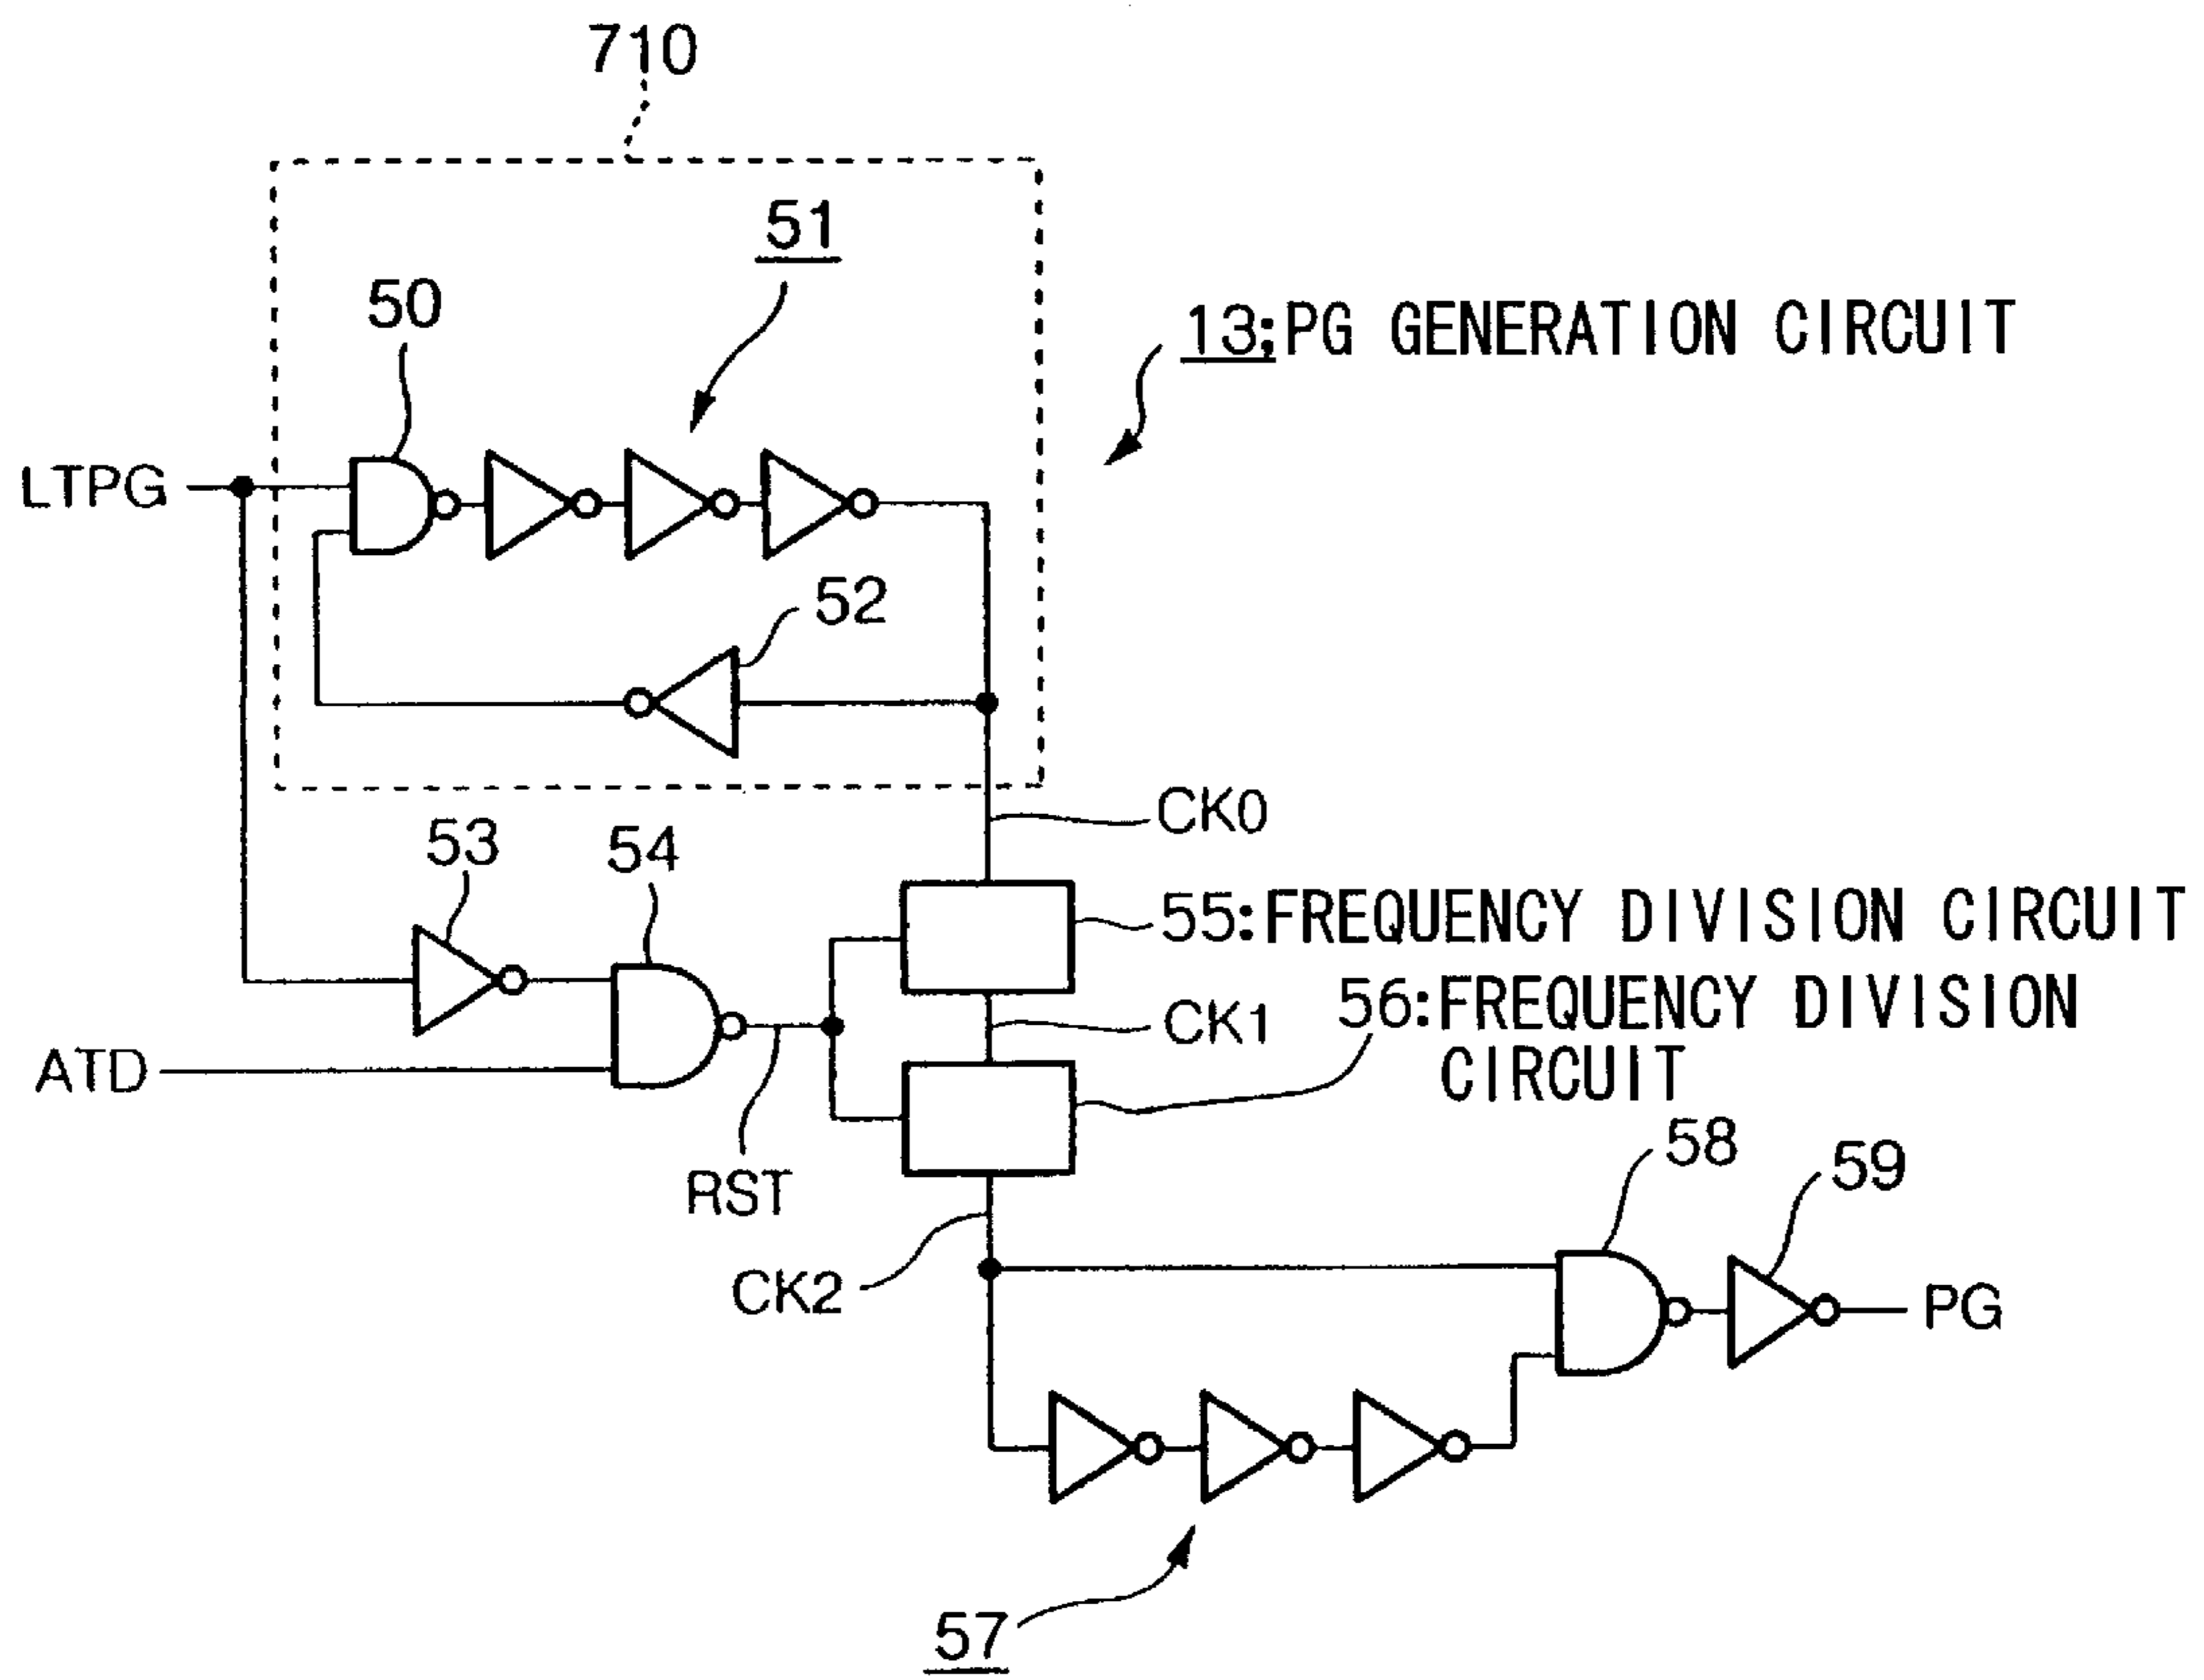 710
51
50
13;PG GENERATION CIRCUIT
LTPG
52
CK0
53
54
55:FREQUENCY DIVISION CIRCUIT
56:FREQUENCY DIVISION
CIRCUIT
CK1
ATD
58
59
RST
CK2
PG
57